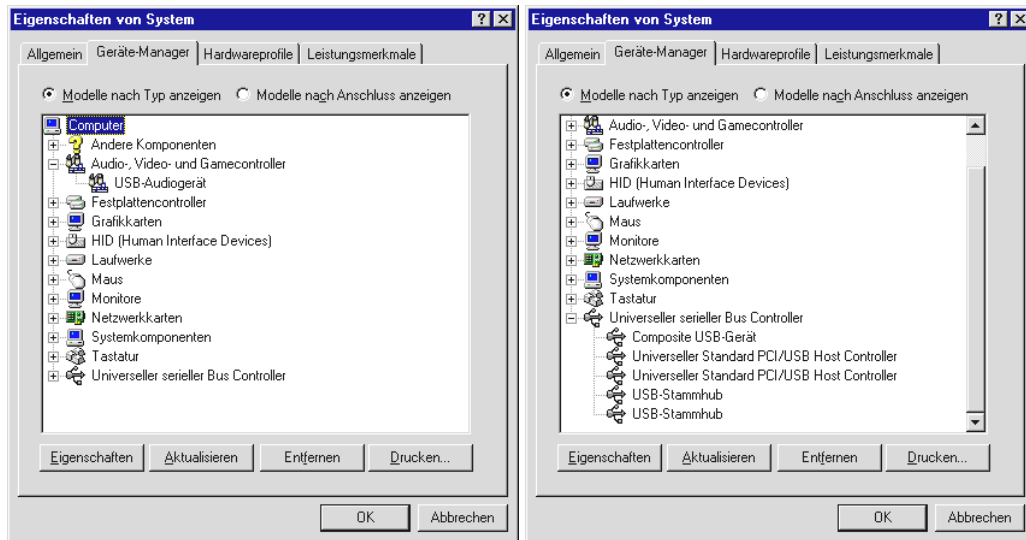 Eigenschaften von System
Allgemein Geräte-Manager Hardwareprofile Leistungsmerkmale
Modelle nach Typ anzeigen Modelle nach Anschluss anzeigen
Computer
Andere Komponenten
Audio-, Video- und Gamecontroller
USB-Audiogerät
Festplattencontroller
Grafikkarten
HID (Human Interface Devices)
Laufwerke
Maus
Monitore
Netzwerkkarten
Systemkomponenten
Tastatur
Universeller serieller Bus Controller
Eigenschaften Aktualisieren Entfernen Drucken...
OK Abbrechen
Eigenschaften von System
Allgemein Geräte-Manager Hardwareprofile Leistungsmerkmale
Modelle nach Typ anzeigen Modelle nach Anschluss anzeigen
Audio-, Video- und Gamecontroller
Festplattencontroller
Grafikkarten
HID (Human Interface Devices)
Laufwerke
Maus
Monitore
Netzwerkkarten
Systemkomponenten
Tastatur
Universeller serieller Bus Controller
Composite USB-Gerät
Universeller Standard PCI/USB Host Controller
Universeller Standard PCI/USB Host Controller
USB-Stammhub
USB-Stammhub
Eigenschaften Aktualisieren Entfernen Drucken...
OK Abbrechen